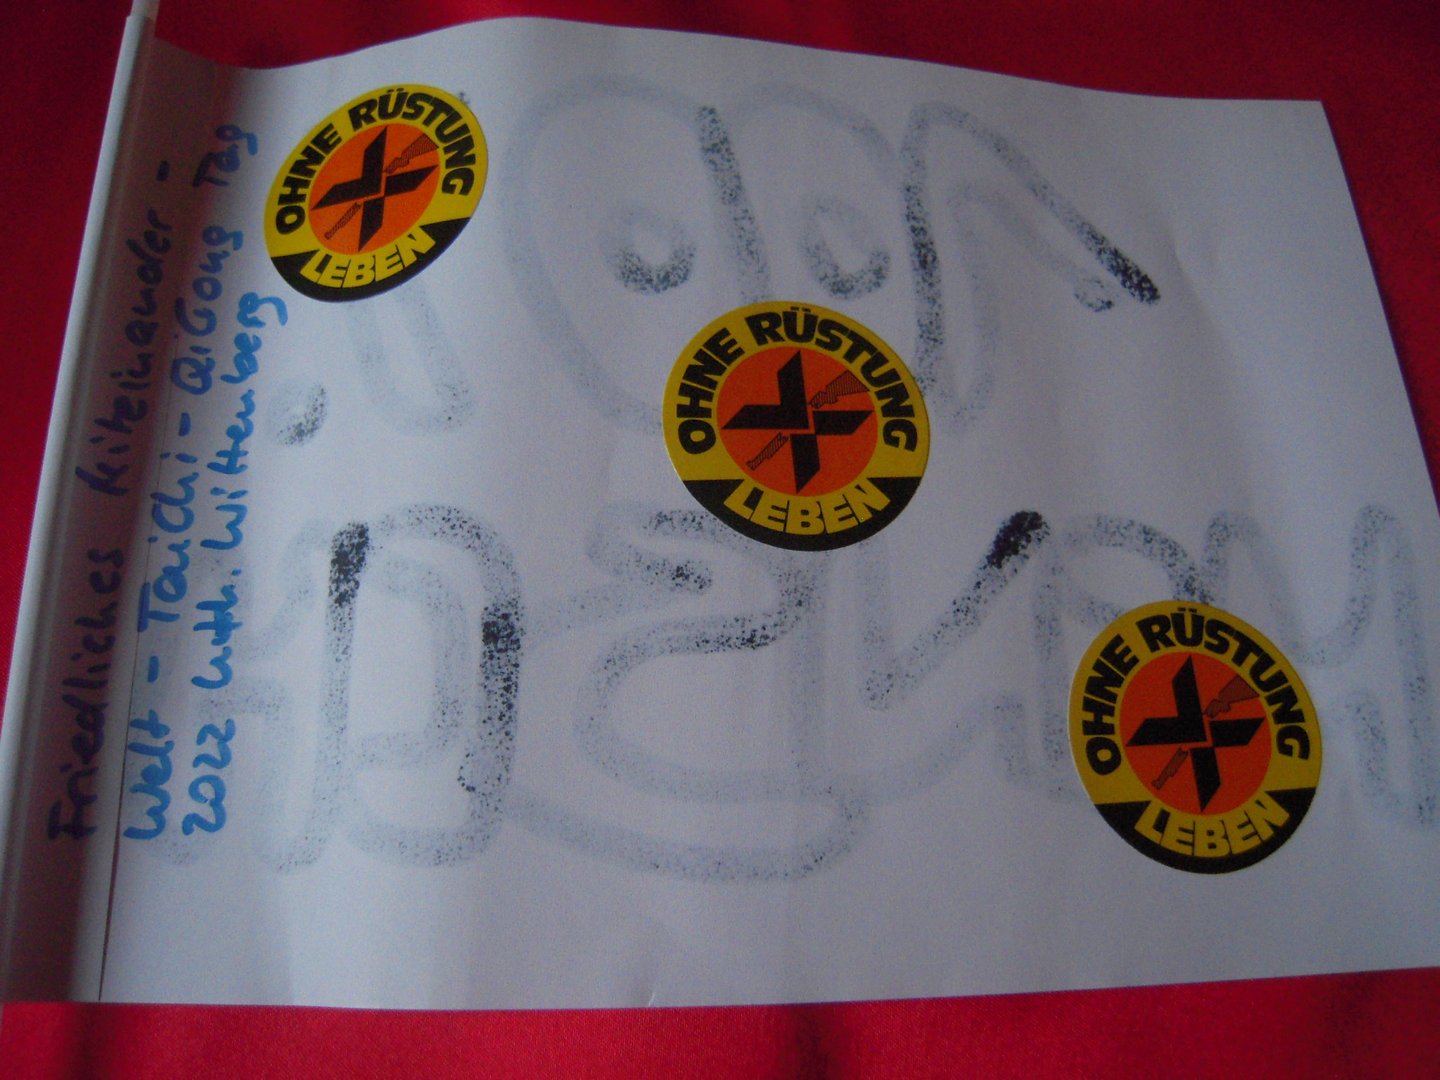 Friedliches Miteinander -
Welt - TaiChi - QiGong Tag
2022 Luth. Wittenberg
OHNE RÜSTUNG
LEBEN
OHNE RÜSTUNG
LEBEN
OHNE RÜSTUNG
LEBEN